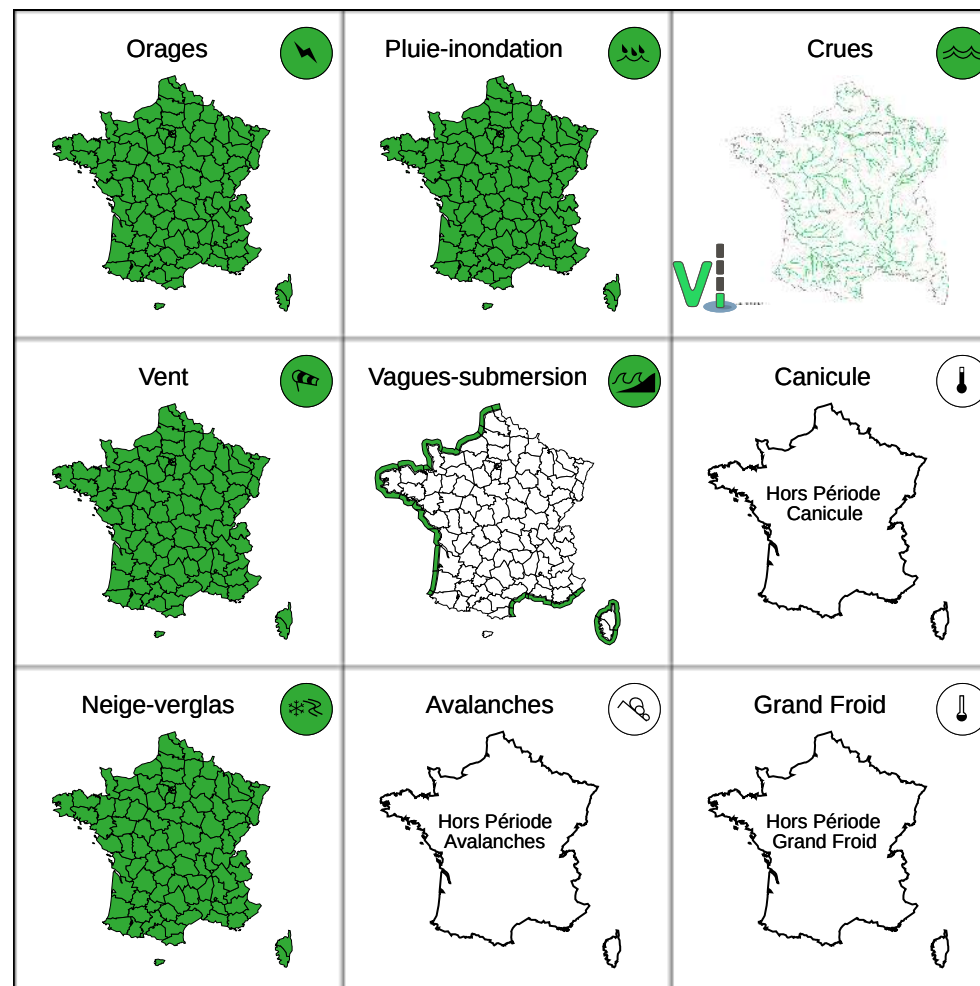 Orages
Pluie-inondation
Crues
Vi
Vent
Vagues-submersion
Canicule
Hors Période
Canicule
Neige-verglas
Avalanches
Grand Froid
Hors Période
Avalanches
Hors Période
Grand Froid